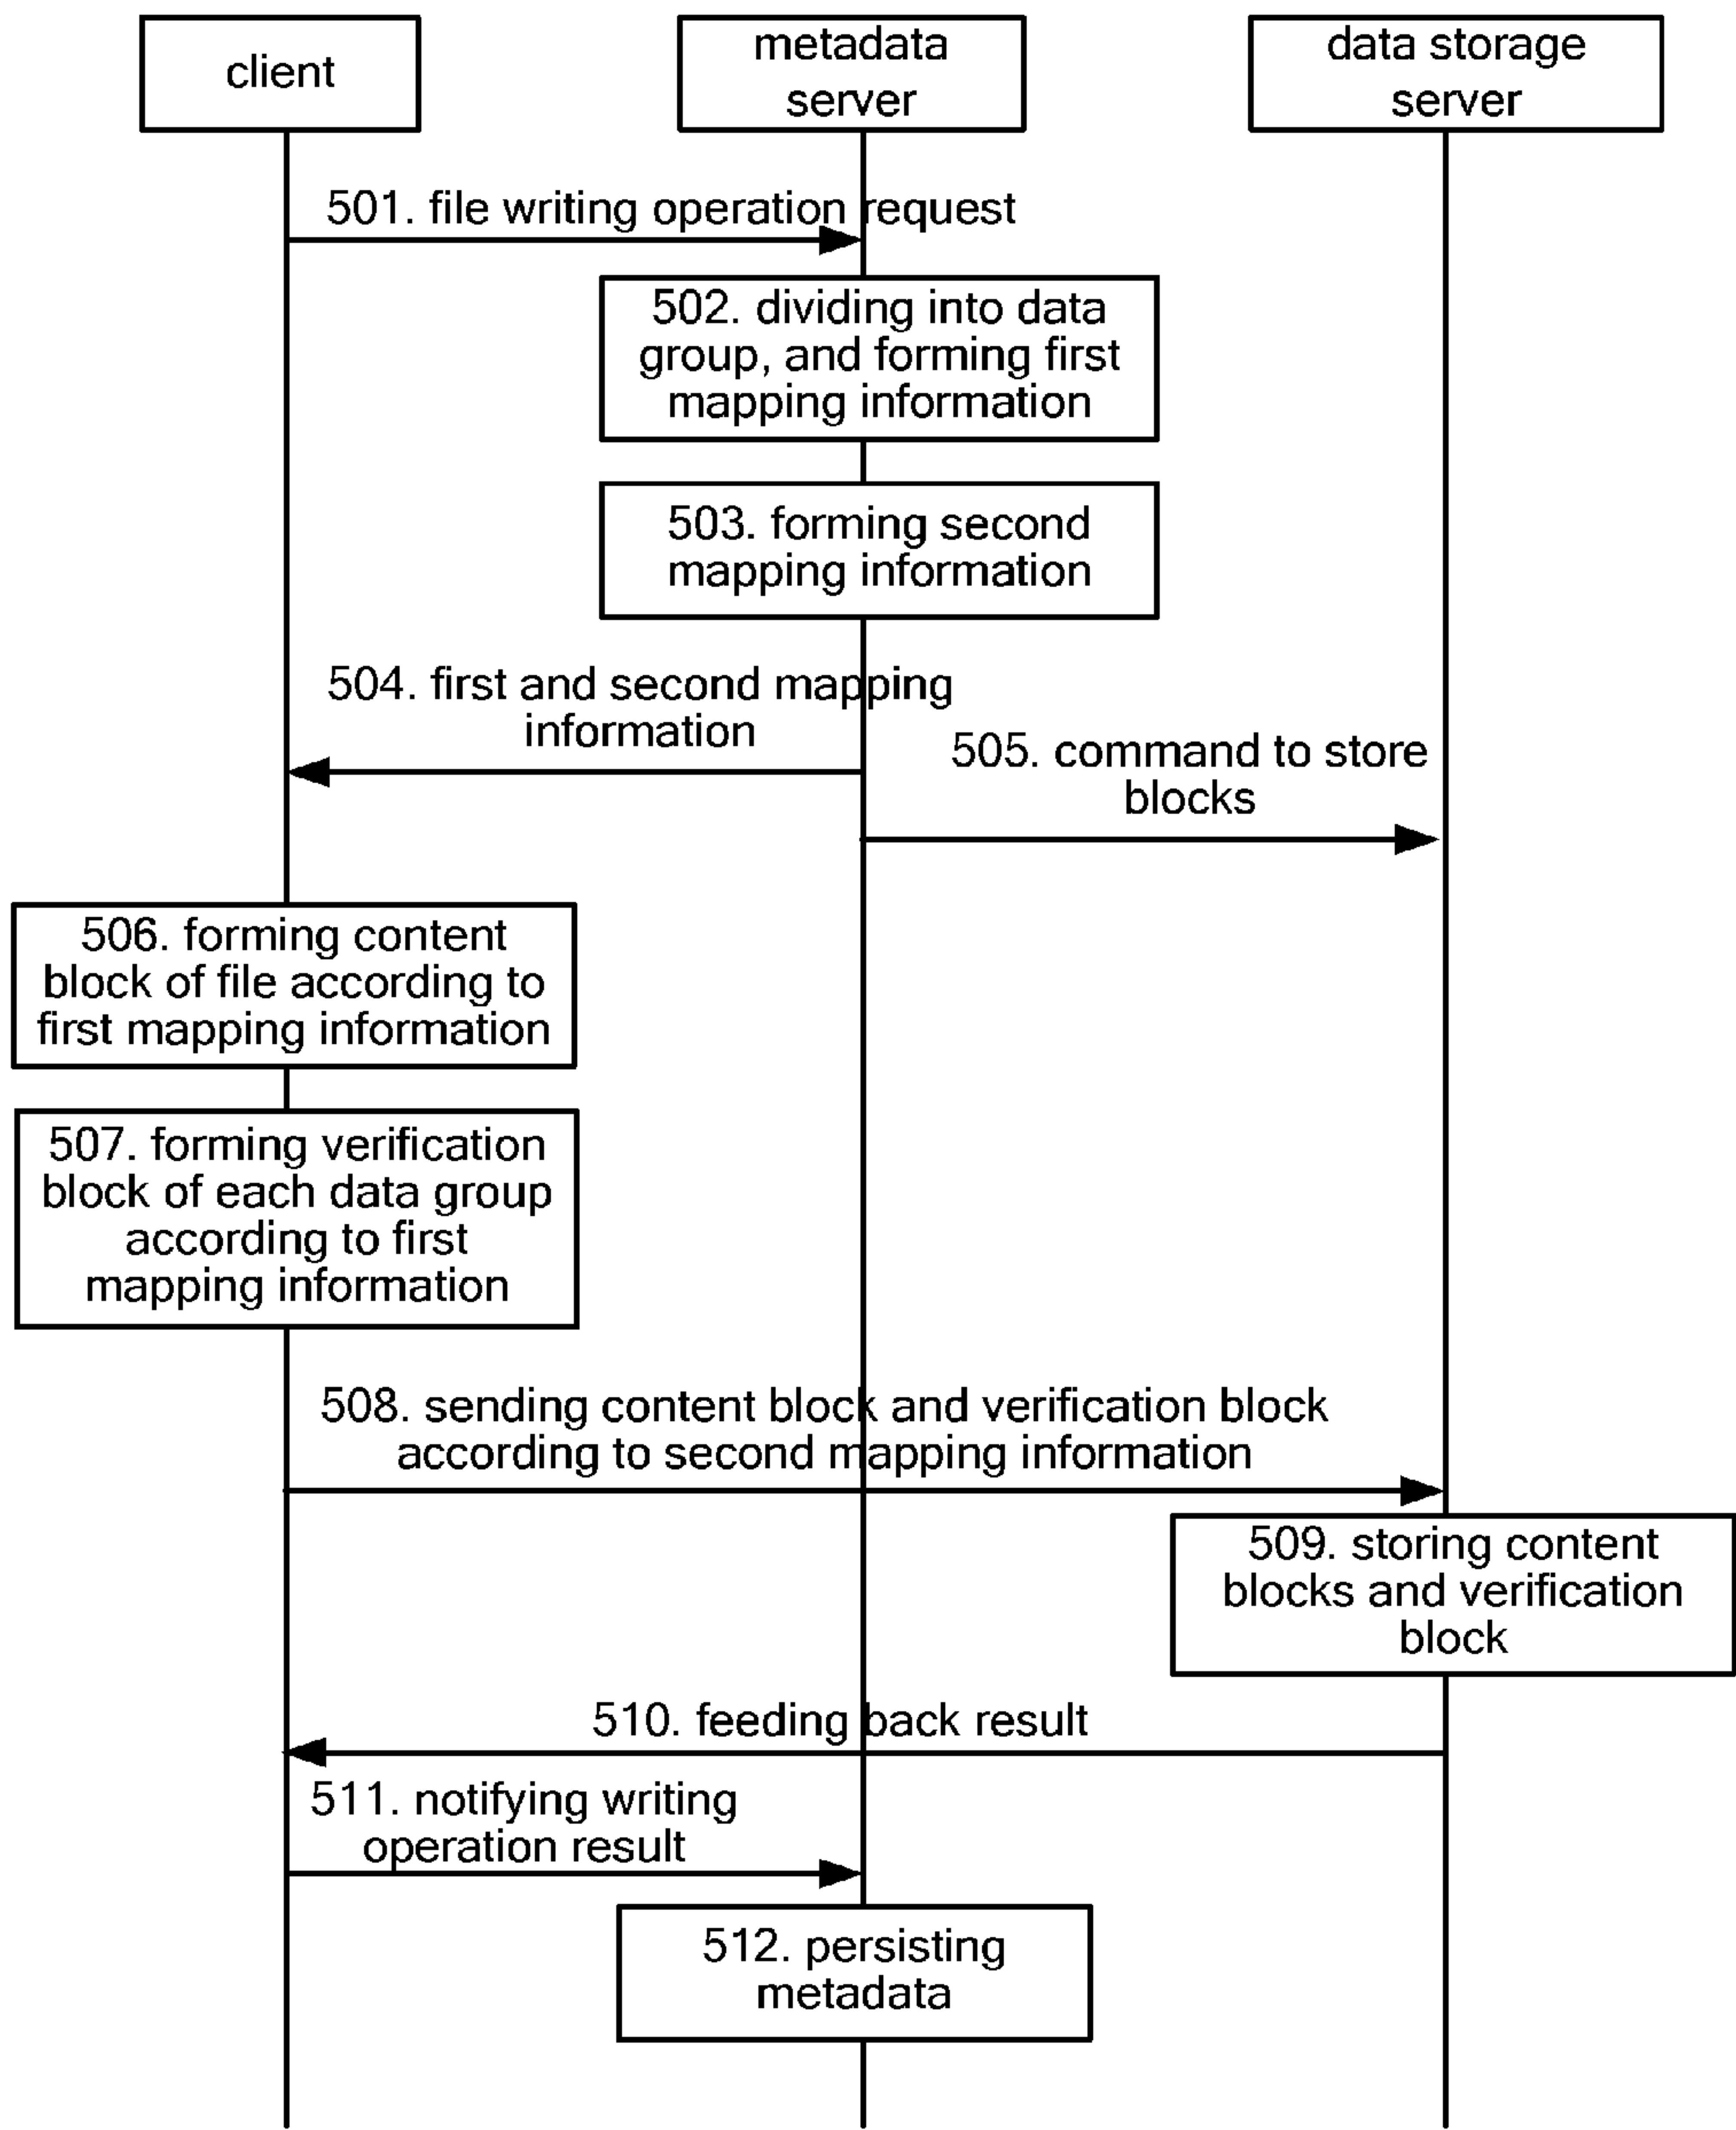 client
metadata
server
data storage
server
501. file writing operation request
502. dividing into data
group, and forming first
mapping information
503. forming second
mapping information
504. first and second mapping
information
505. command to store
blocks
506. forming content
block of file according to
first mapping information
507. forming verification
block of each data group
according to first
mapping information
508. sending content block and verification block
according to second mapping information
509. storing content
blocks and verification
block
510. feeding back result
511. notifying writing
operation result
512. persisting
metadata